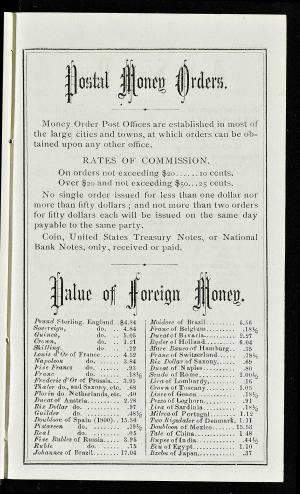 Postal Money Orders.
Money Order Post Offices are established in most of
the large cities and towns, at which orders can be ob-
tained upon any other office.
RATES OF COMMISSION.
On orders not exceeding $20......10 cents.
Over $20 and not exceeding $50...25 cents.
No single order issued for less than one dollar nor
more than fifty dollars; and not more than two orders
for fifty dollars each will be issued on the same day
payable to the same party.
Coin, United States Treasury Notes, or National
Bank Notes, only, received or paid.
Value of Foreign Money.
Pound Sterling, England..$4.84
Sovereign, do. 4.84
Guinea, do. 5.05
Crown, do. 1.21
Shilling, do. .22
Louis d'Or of France...... 4.52
Napoleon do. 3.84
Five Francs do. .93
Franc do. .18½
Frederic d'Or of Prussia.. 3.95
Thaler do., and Saxony, etc. .68
Florin do. Netherlands, etc. .40
Ducat of Austria........ 2.28
Rix Dollar do. .97
Guilder do. .48½
Doubloon of Spain (1800).. 15.54
Pistareen do. .19½
Real do. .05
Five Rubles of Russia..... 3.95
Ruble do. .75
Johannes of Brazil........ 17.04
Moidore of Brazil......... 6.56
Franc of Belgium......... .18½
Ducat of Bavaria......... 2.27
Ryder of Holland......... 6.04
Marc Banco of Hamburg.. .35
Franc of Switzerland...... .18½
Rix Dollar of Saxony...... .69
Ducat of Naples.......... .80
Scudo of Rome............ 1.00½
Lira of Lombardy........ .16
Crown of Tuscany........ 1.05
Livre of Genoa........... .18½
Pezzo of Leghorn.........
Lira of Sardinia.......... .18½
Milrea of Portugal........ 1.12
Two Rigsdaler of Denmark, 1.11
Doubloon of Mexico...... 15.53
Tale of China............ 1.48
Rupee of India............ .44½
Ecu of Egypt............. 1.10
Itzebu of Japan........... .37